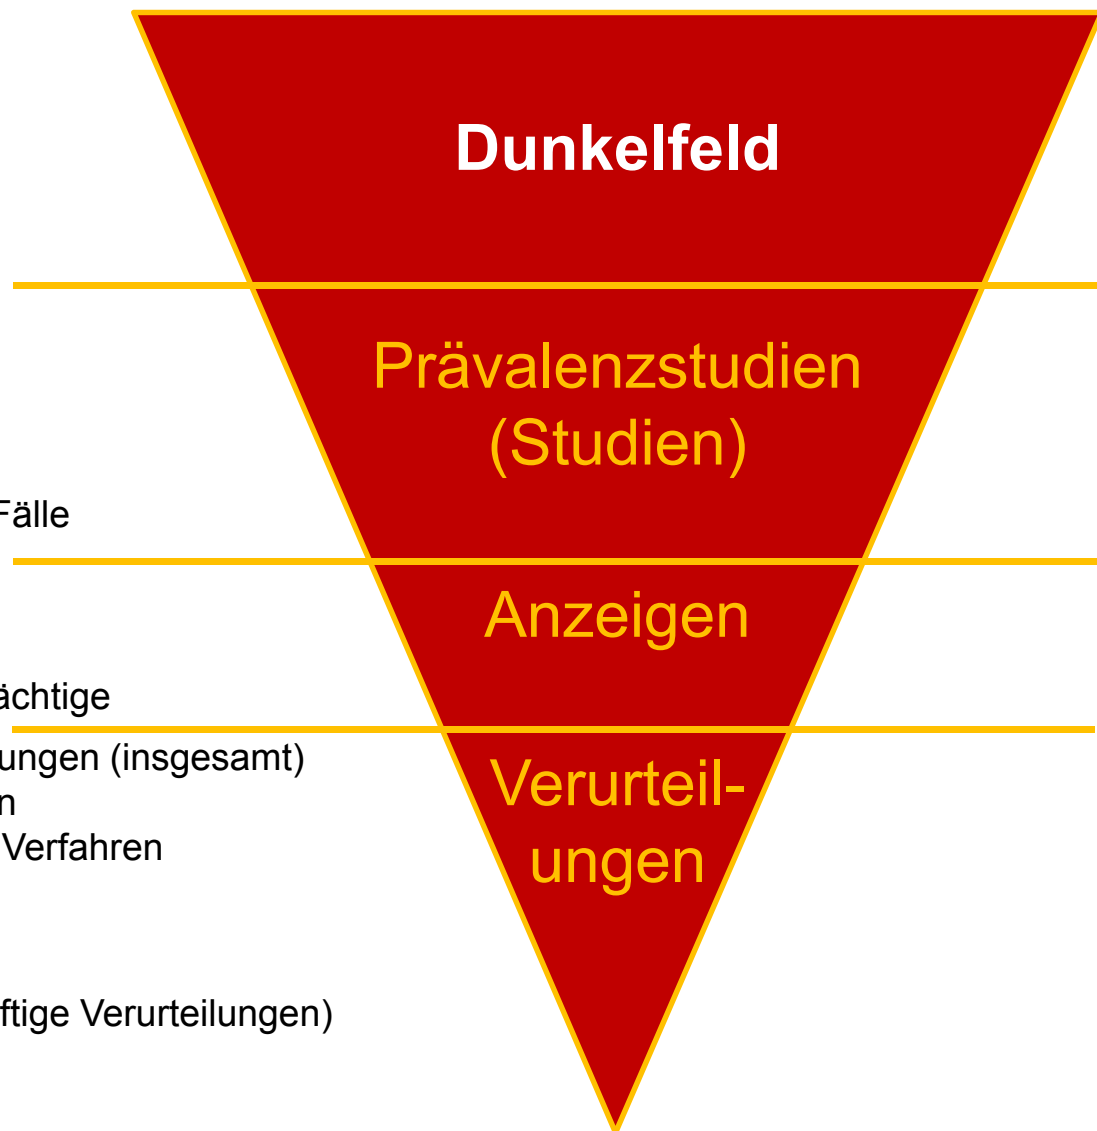 Dunkelfeld
Prävalenzstudien
(Studien)
Fälle
Anzeigen
ächtige
ungen (insgesamt)
Verurteil-
n
Verfahren
ungen
ftige Verurteilungen)